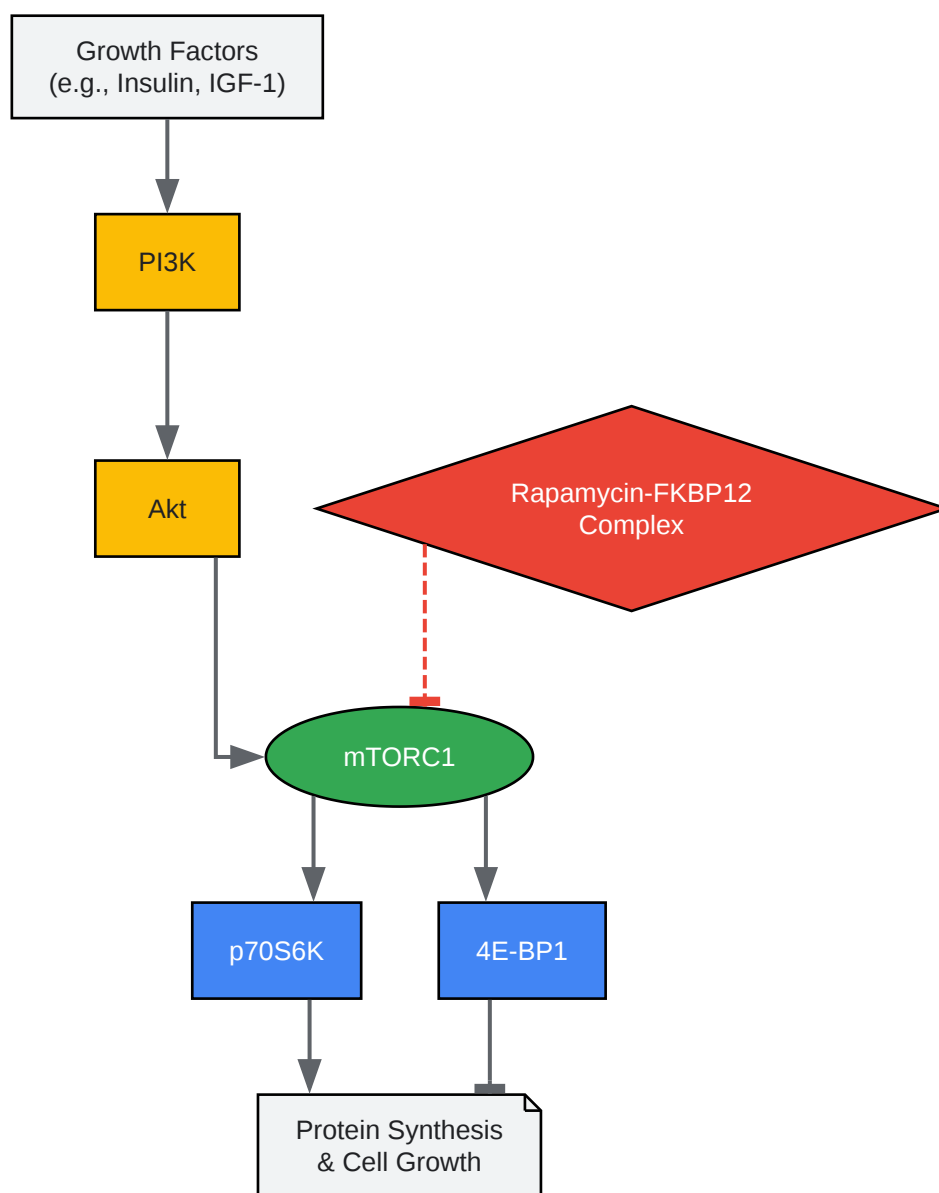 Growth Factors
(e.g., Insulin, IGF-1)
PI3K
Akt
Rapamycin-FKBP12
Complex
mTORC1
p70S6K
4E-BP1
Protein Synthesis
& Cell Growth